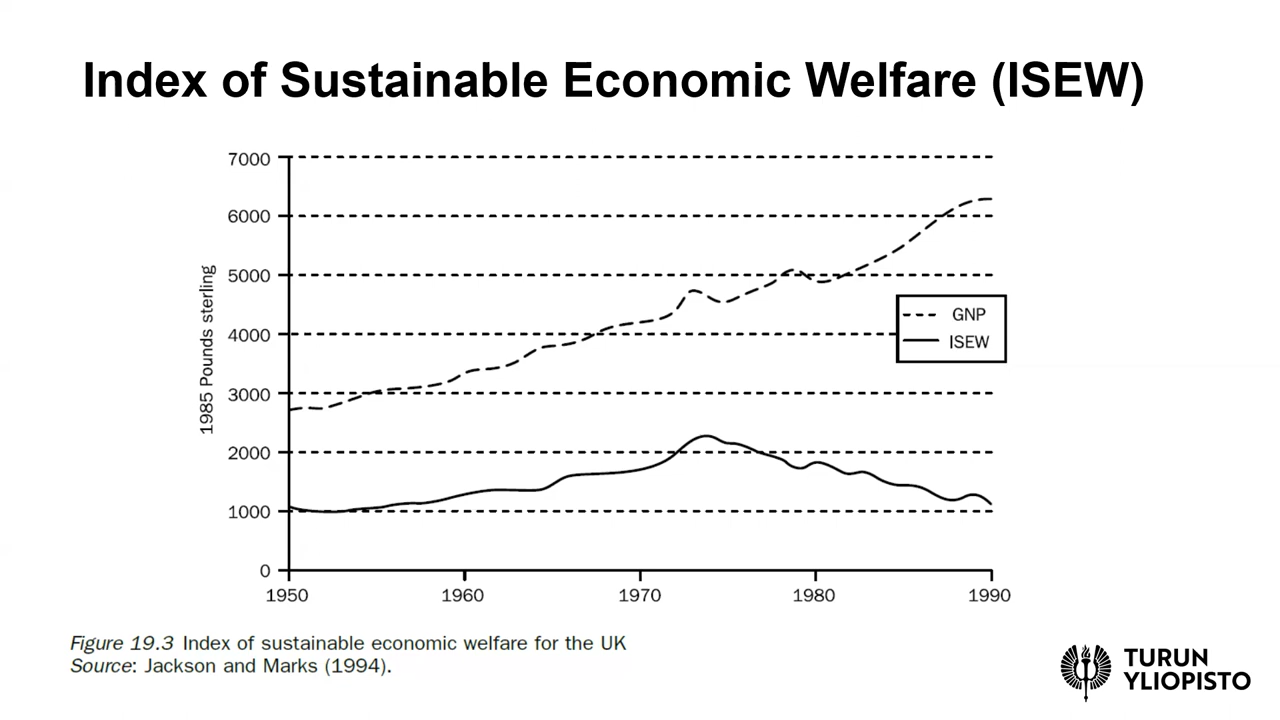 Index of Sustainable Economic Welfare (ISEW)
7000
6000
5000
4000
3000
2000
1000
0
1985 Pounds sterling
GNP
ISEW
1950 1960 1970 1980 1990
Figure 19.3 Index of sustainable economic welfare for the UK
Source: Jackson and Marks (1994).
TURUN
YLIOPISTO